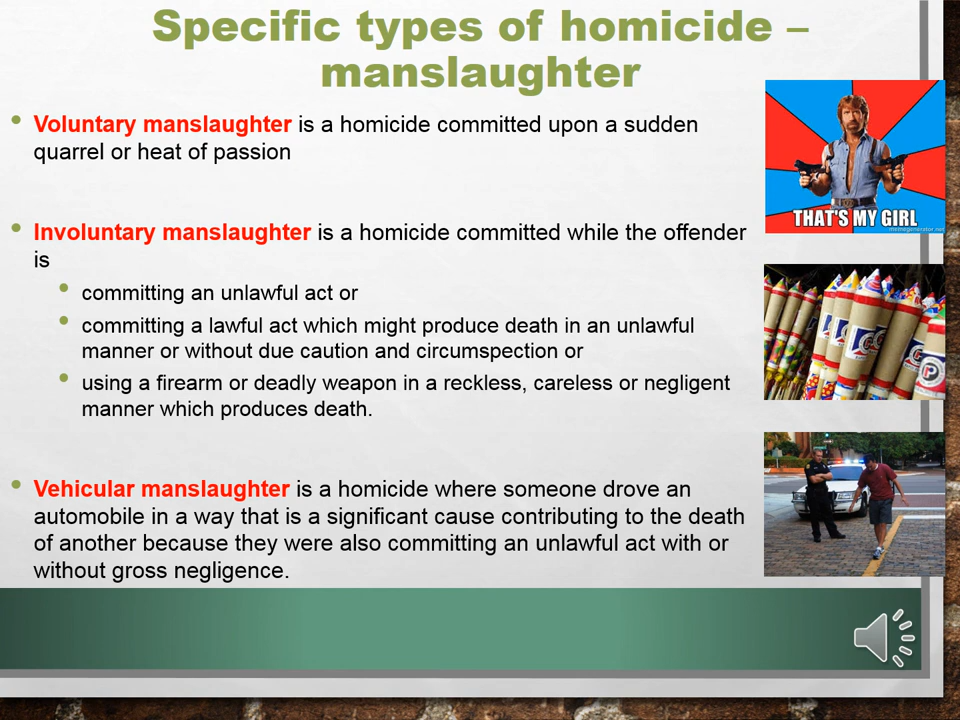 Specific types of homicide –
manslaughter
• Voluntary manslaughter is a homicide committed upon a sudden
quarrel or heat of passion
THAT'S MY GIRL
memegenerator.net
• Involuntary manslaughter is a homicide committed while the offender
is
• committing an unlawful act or
• committing a lawful act which might produce death in an unlawful
manner or without due caution and circumspection or
• using a firearm or deadly weapon in a reckless, careless or negligent
manner which produces death.
• Vehicular manslaughter is a homicide where someone drove an
automobile in a way that is a significant cause contributing to the death
of another because they were also committing an unlawful act with or
without gross negligence.